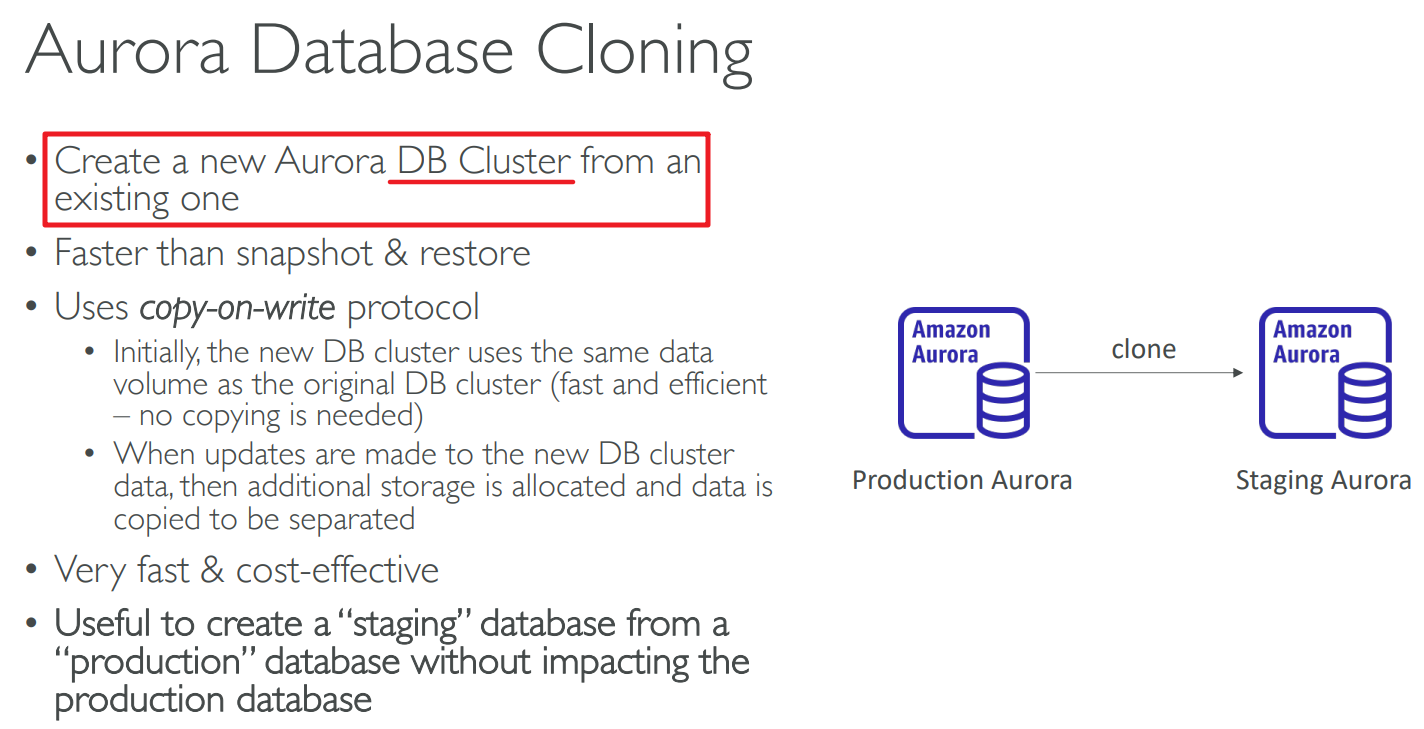 Aurora Database Cloning
• Create a new Aurora DB Cluster from an
existing one
• Faster than snapshot & restore
• Uses copy-on-write protocol
• Initially, the new DB cluster uses the same data
volume as the original DB cluster (fast and efficient
– no copying is needed)
• When updates are made to the new DB cluster
data, then additional storage is allocated and data is
copied to be separated
• Very fast & cost-effective
• Useful to create a “staging” database from a
“production” database without impacting the
production database
Amazon
Aurora
Production Aurora
clone
Amazon
Aurora
Staging Aurora